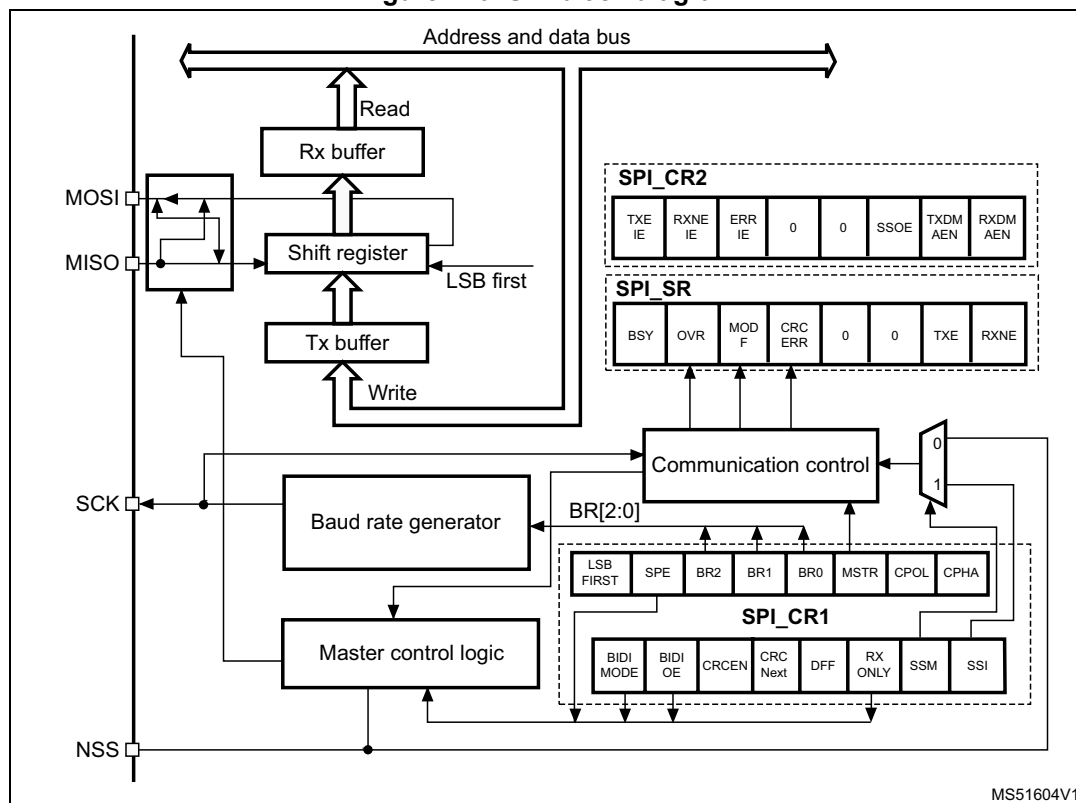 Address and data bus
Read
Rx buffer
MOSI
MISO
Shift register
LSB first
Tx buffer
Write
SPI_CR2
TXE
IE
RXNE
IE
ERR
IE
0
0
SSOE
TXDM
AEN
RXDM
AEN
SPI_SR
BSY
OVR
MOD
F
CRC
ERR
0
0
TXE
RXNE
Communication control
0
1
SCK
Baud rate generator
BR[2:0]
LSB
FIRST
SPE
BR2
BR1
BR0
MSTR
CPOL
CPHA
SPI_CR1
Master control logic
BIDI
MODE
BIDI
OE
CRCEN
CRC
Next
DFF
RX
ONLY
SSM
SSI
NSS
MS51604V1